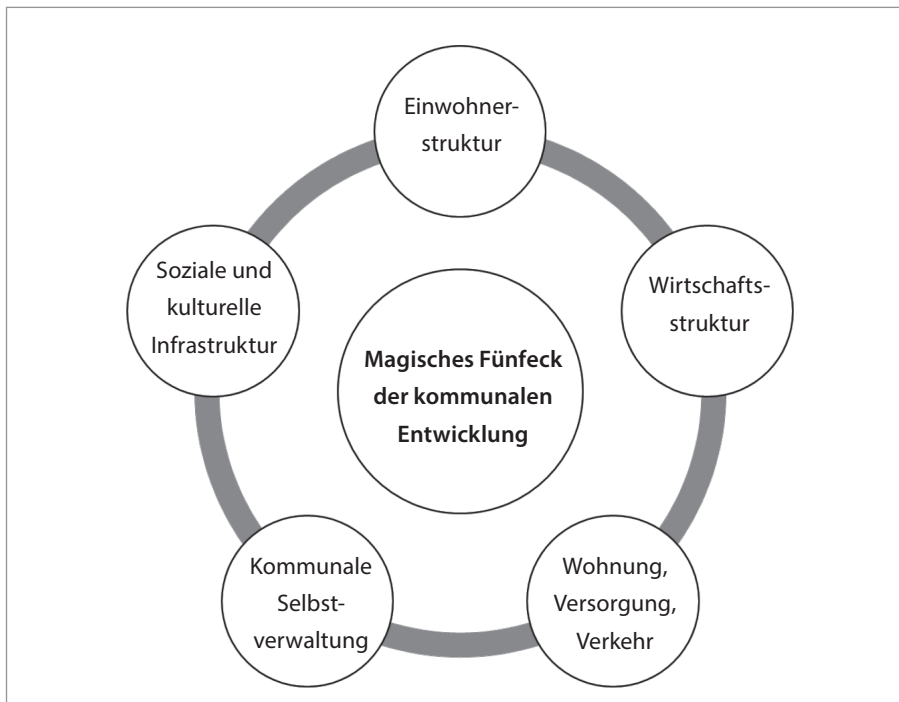 Einwohner-
struktur
Wirtschafts-
struktur
Wohnung,
Versorgung,
Verkehr
Kommunale
Selbst-
verwaltung
Soziale und
kulturelle
Infrastruktur
Magisches Fünfeck
der kommunalen
Entwicklung